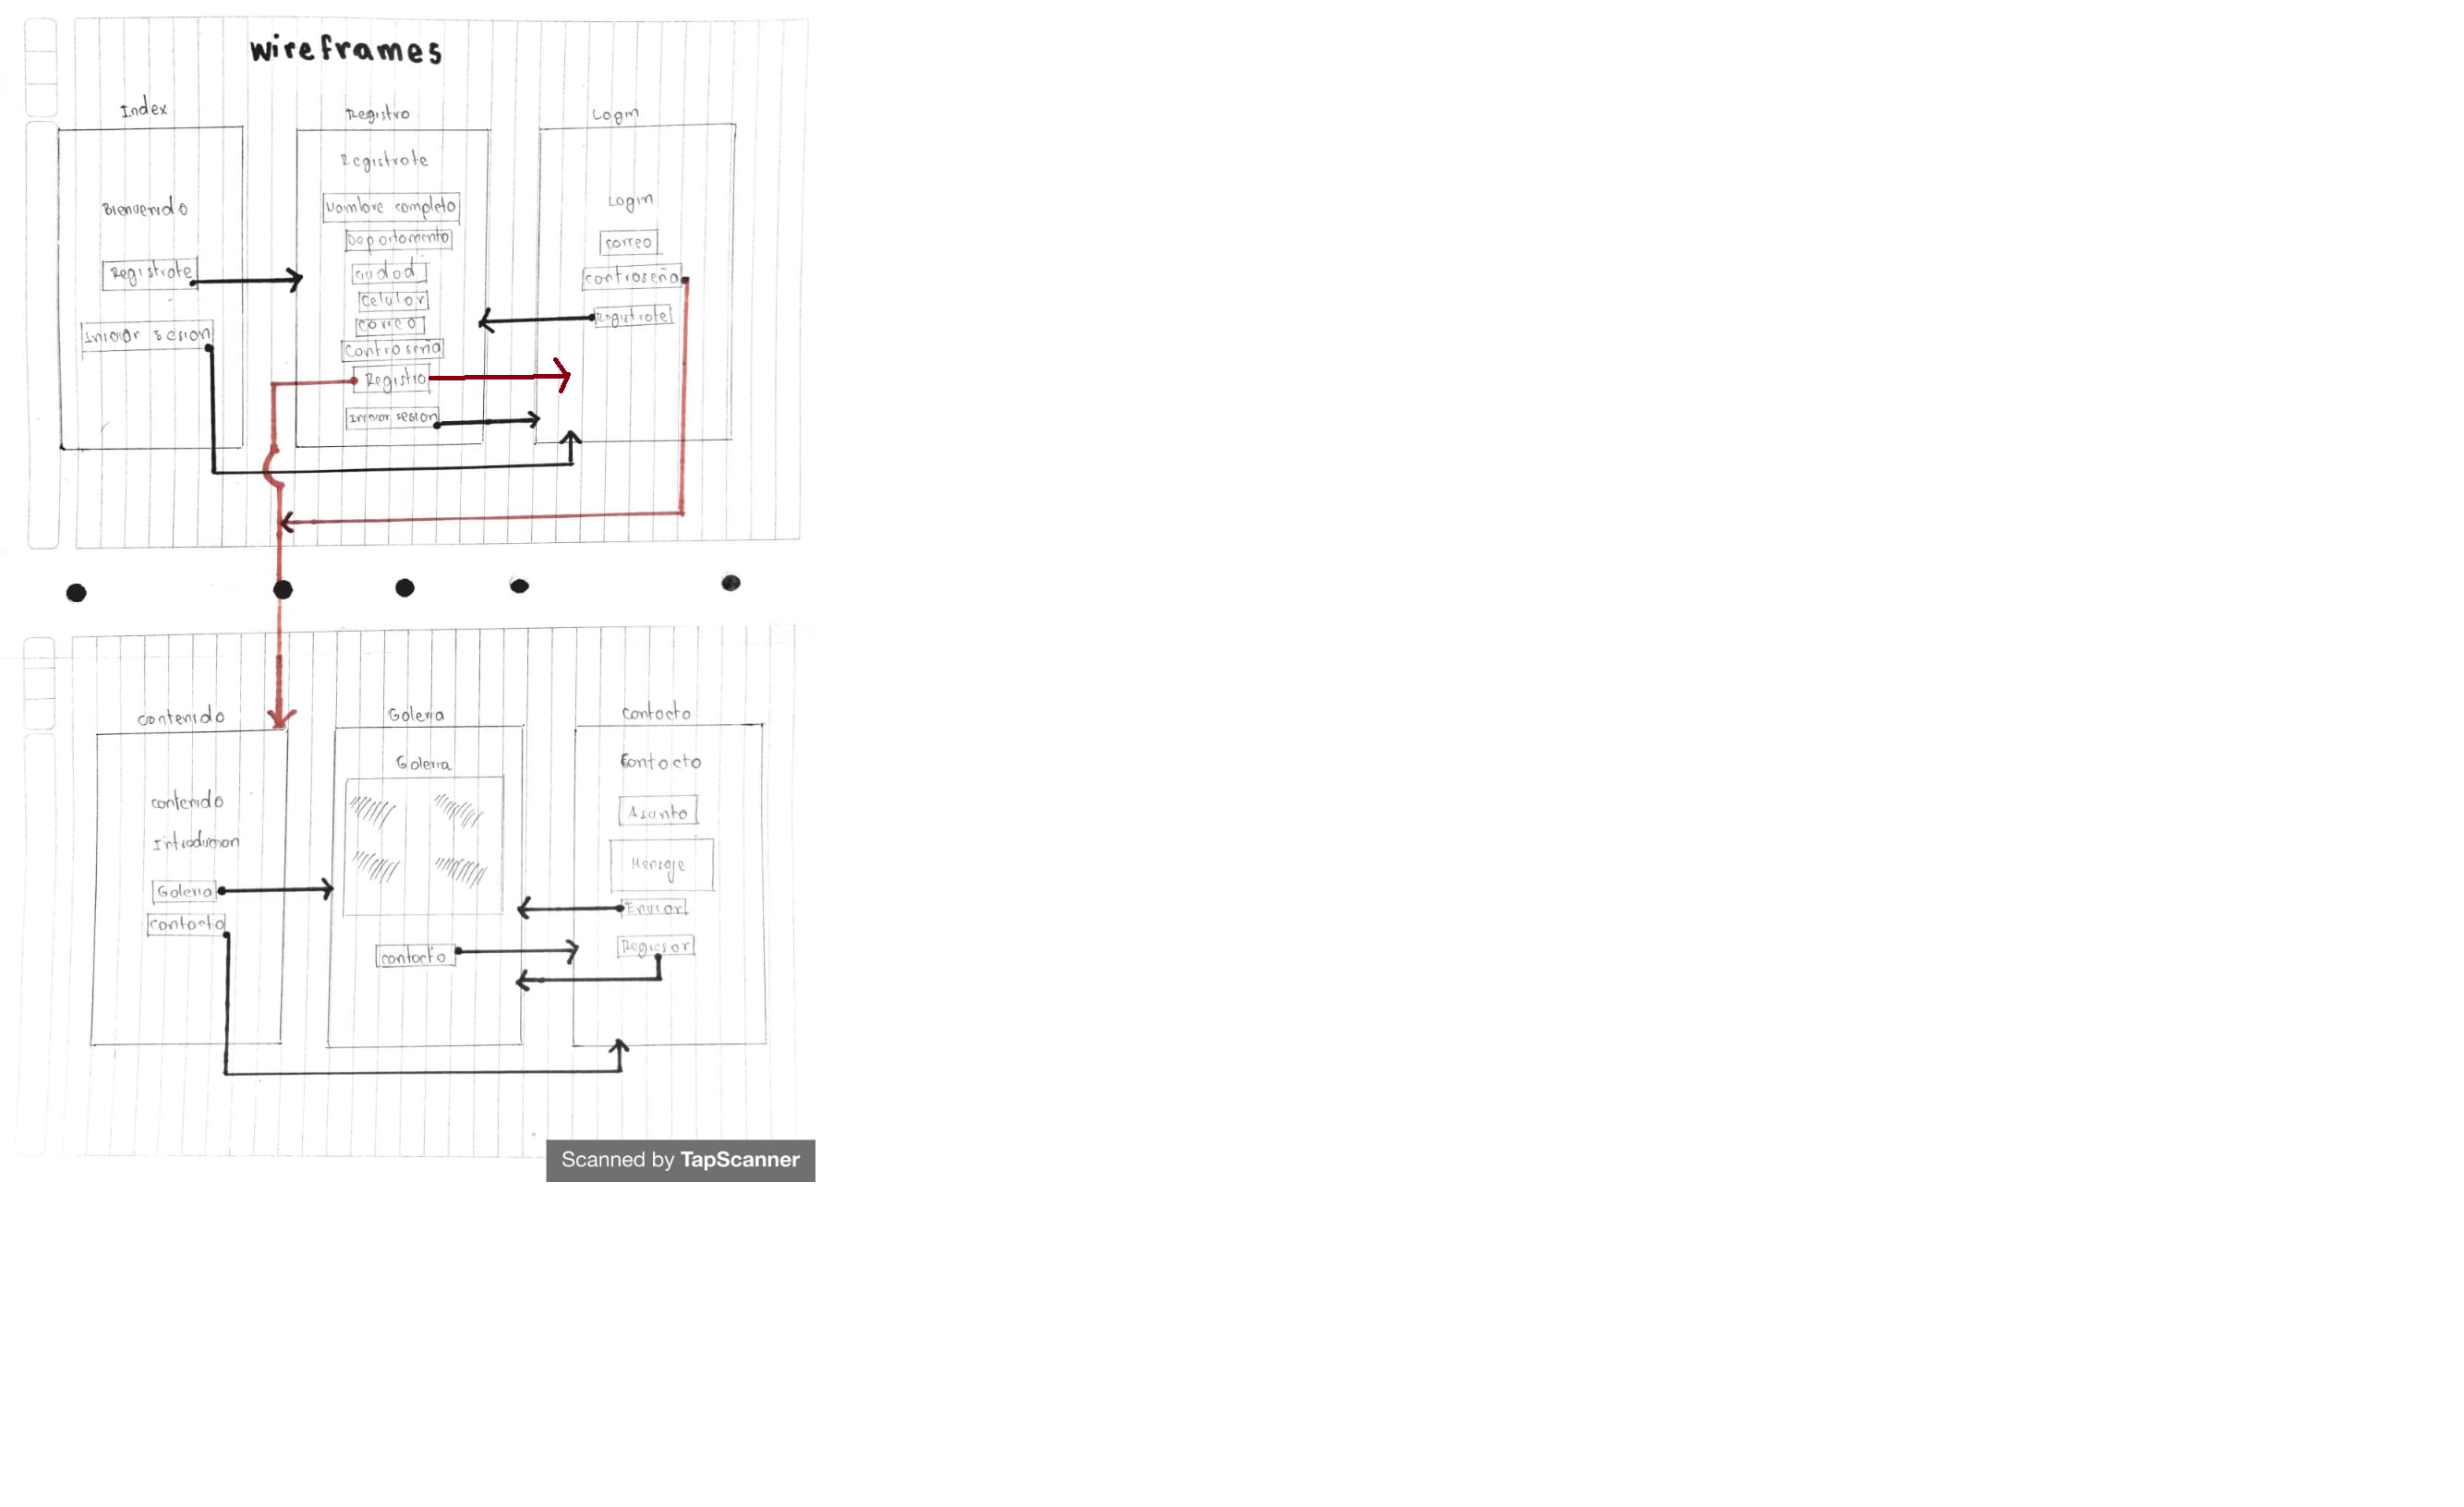 wireframes
Index
Registro
Login
Bienvenido
Registrate
Iniciar sesion
Registrate
Nombre completo
Departamento
ciudad
Celular
correo
Contraseña
Registro
Iniciar sesion
Login
correo
contraseña
Registrate
contenido
Galeria
contacto
contenido
Introducion
Galeria
contacto
Galeria
contacto
Contacto
Asunto
Mensaje
Enviar
Regresar
Scanned by TapScanner